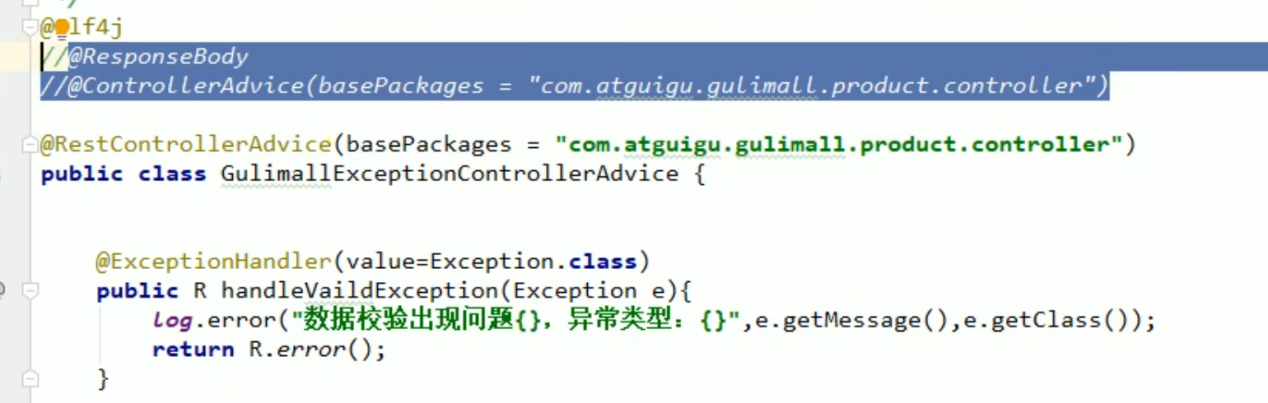 */
@Slf4j
//@ResponseBody
//@ControllerAdvice(basePackages = "com.atguigu.gulimall.product.controller")
@RestControllerAdvice(basePackages = "com.atguigu.gulimall.product.controller")
public class GulimallExceptionControllerAdvice {
@ExceptionHandler(value=Exception.class)
public R handleVaildException(Exception e){
log.error("数据校验出现问题{}，异常类型：{}",e.getMessage(),e.getClass());
return R.error();
}